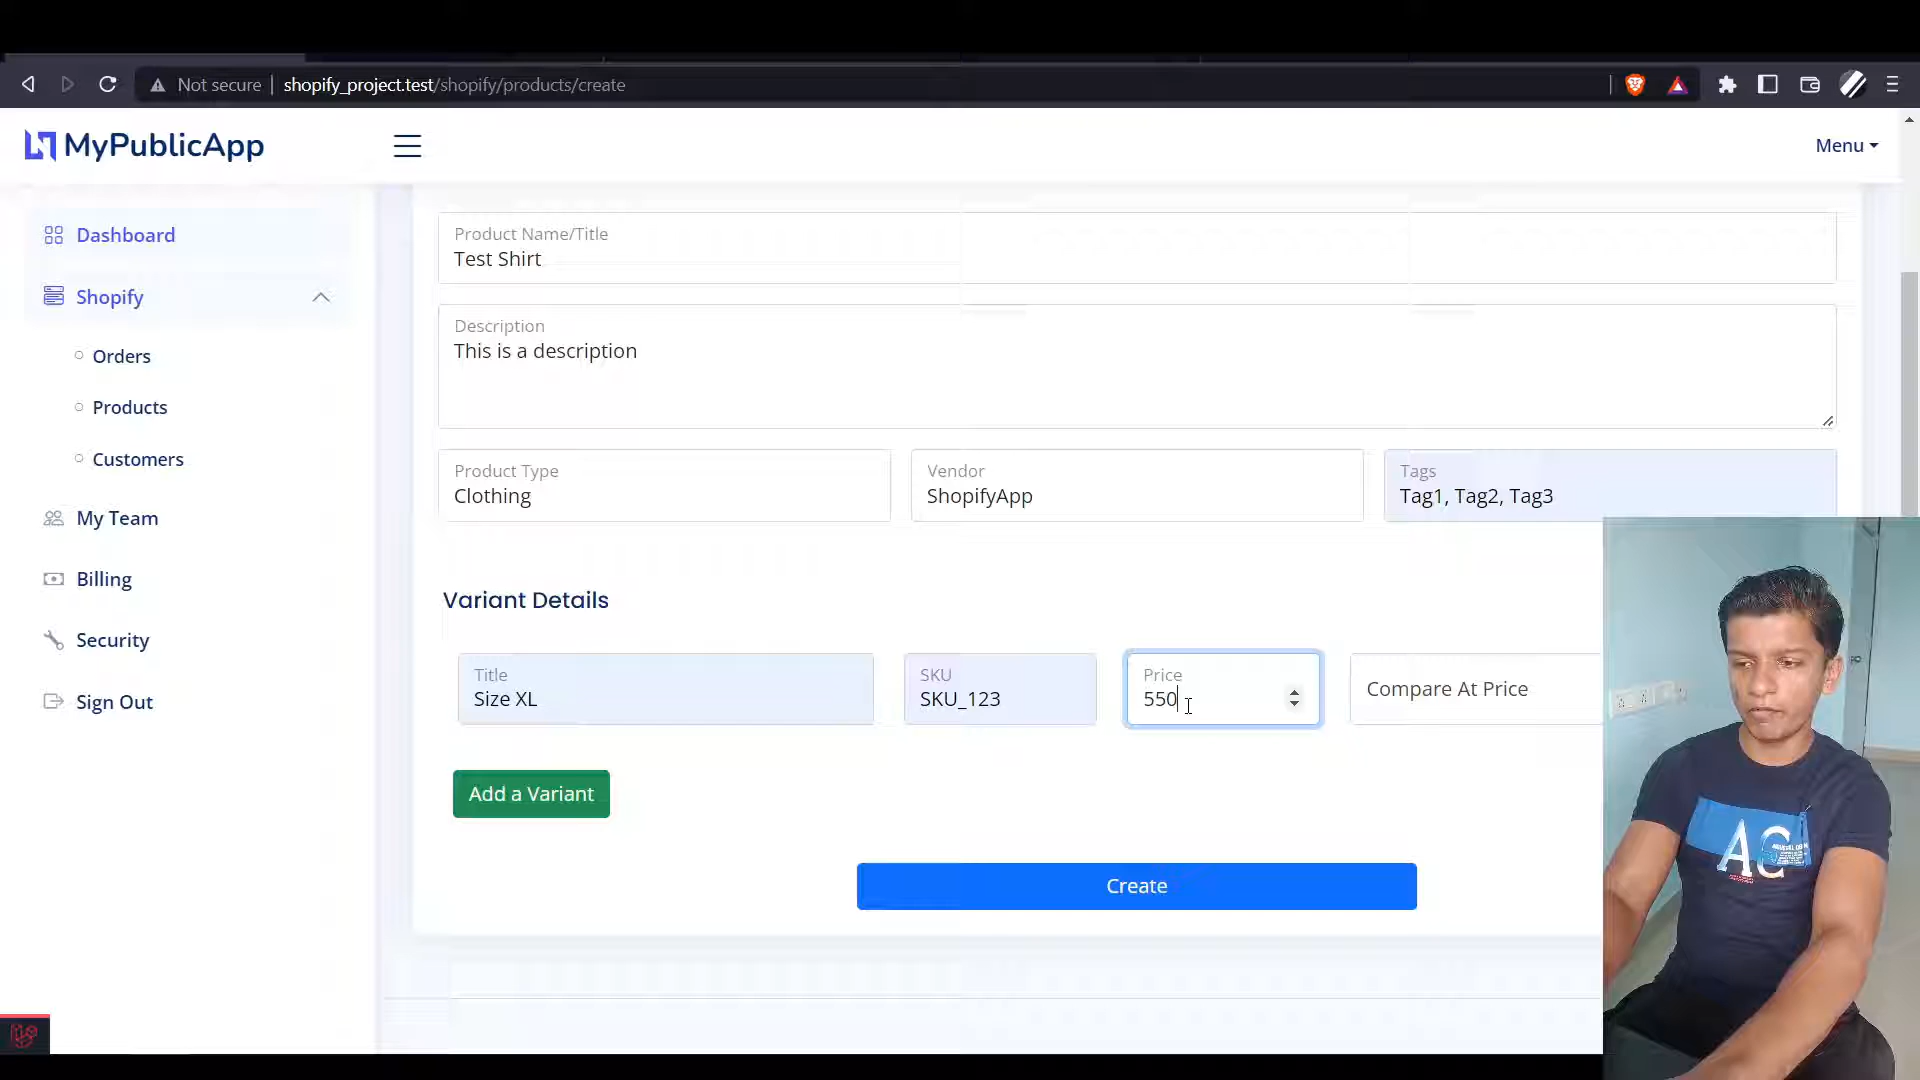 Not secure
shopify_project.test/shopify/products/create
MyPublicApp
Menu
Dashboard
Shopify
Orders
Products
Customers
My Team
Billing
Security
Sign Out
Product Name/Title
Test Shirt
Description
This is a description
Product Type
Clothing
Vendor
ShopifyApp
Tags
Tag1, Tag2, Tag3
Variant Details
Title
Size XL
SKU
SKU_123
Price
550
Compare At Price
Add a Variant
Create
AC